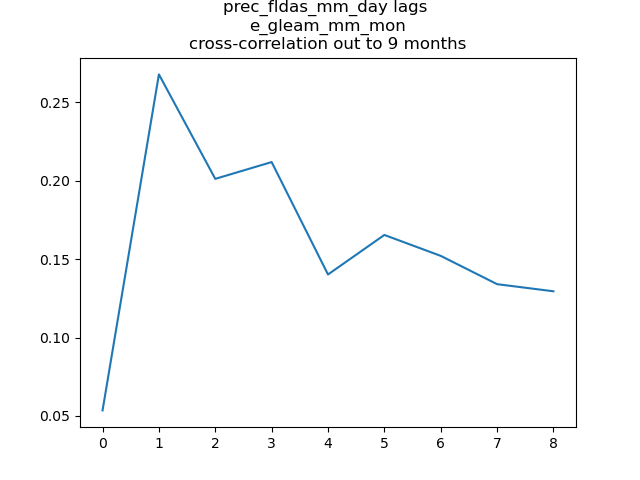 prec_fldas_mm_day lags
e_gleam_mm_mon
cross-correlation out to 9 months
0.25
0.20
0.15
0.10
0.05
0 1 2 3 4 5 6 7 8